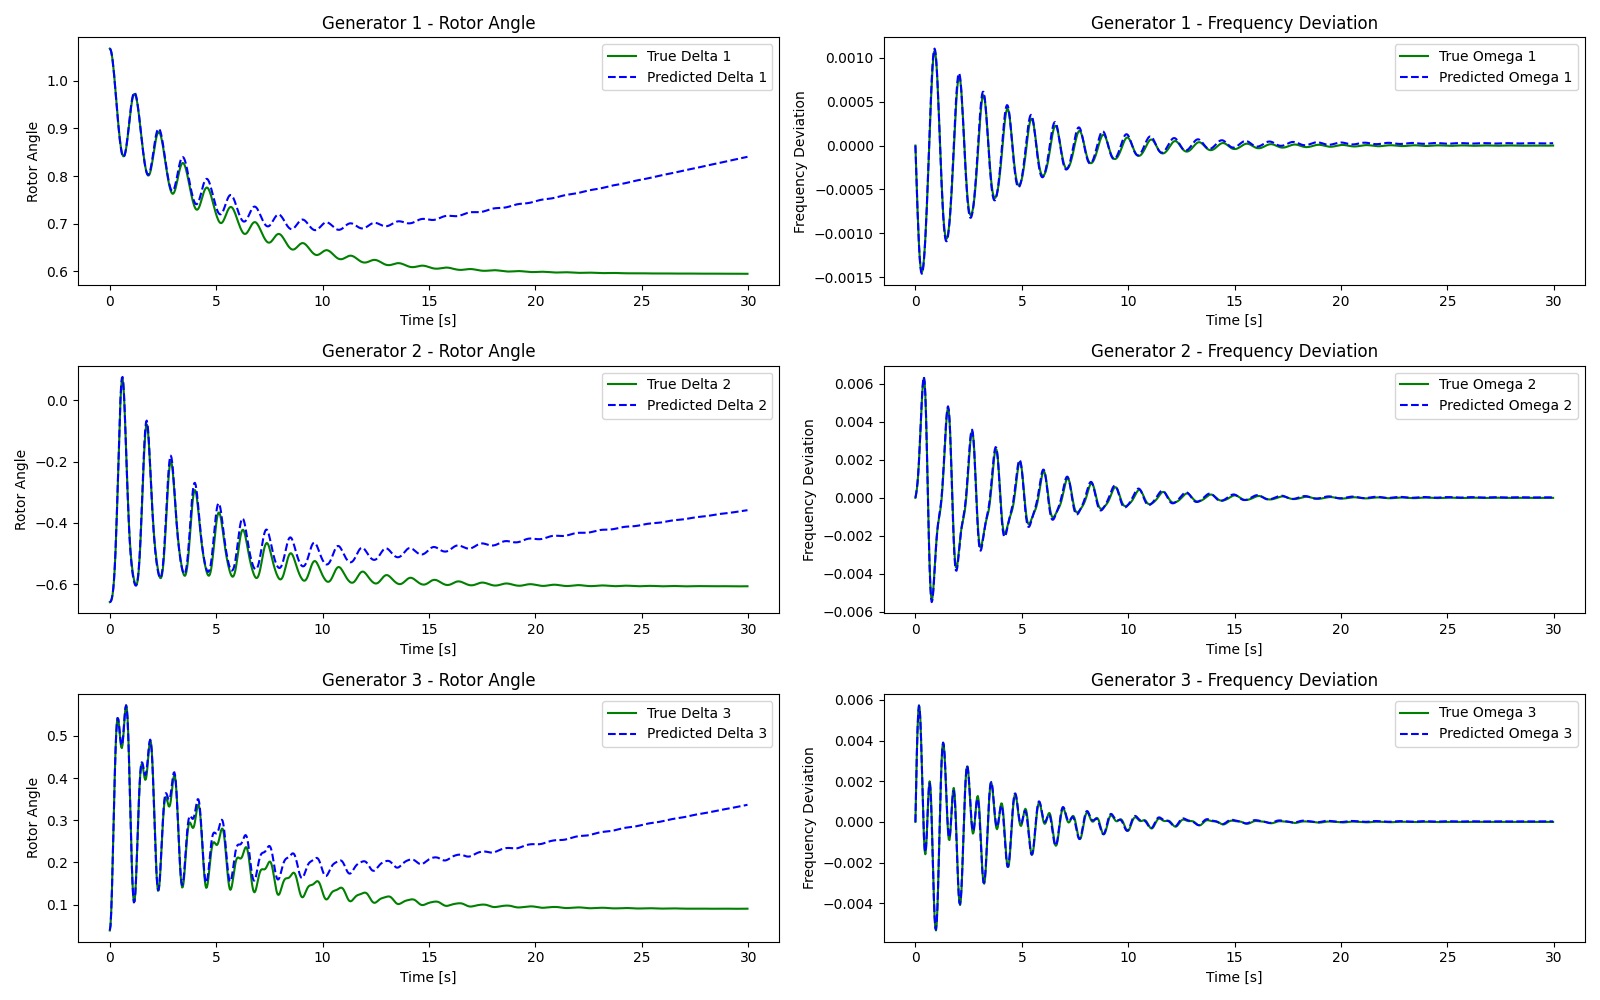 Generator 1 - Rotor Angle
Rotor Angle
1.0
0.9
0.8
0.7
0.6
True Delta 1
Predicted Delta 1
0 5 10 15 20 25 30
Time [s]
Generator 1 - Frequency Deviation
Frequency Deviation
0.0010
0.0005
0.0000
−0.0005
−0.0010
−0.0015
True Omega 1
Predicted Omega 1
0 5 10 15 20 25 30
Time [s]
Generator 2 - Rotor Angle
Rotor Angle
0.0
−0.2
−0.4
−0.6
True Delta 2
Predicted Delta 2
0 5 10 15 20 25 30
Time [s]
Generator 2 - Frequency Deviation
Frequency Deviation
0.006
0.004
0.002
0.000
−0.002
−0.004
−0.006
True Omega 2
Predicted Omega 2
0 5 10 15 20 25 30
Time [s]
Generator 3 - Rotor Angle
Rotor Angle
0.5
0.4
0.3
0.2
0.1
True Delta 3
Predicted Delta 3
0 5 10 15 20 25 30
Time [s]
Generator 3 - Frequency Deviation
Frequency Deviation
0.006
0.004
0.002
0.000
−0.002
−0.004
True Omega 3
Predicted Omega 3
0 5 10 15 20 25 30
Time [s]